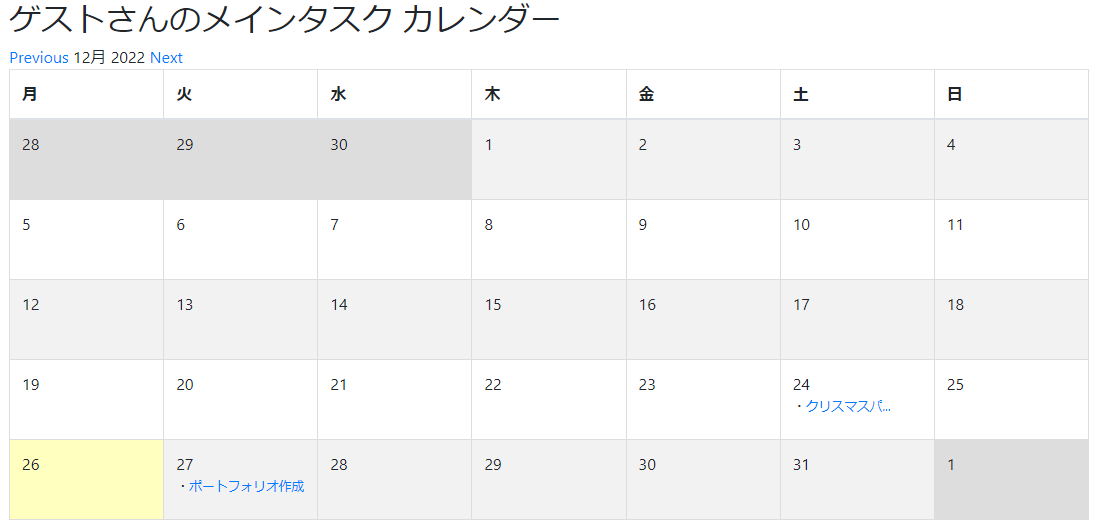 ゲストさんのメインタスク カレンダー
Previous 12月 2022 Next
月 火 水 木 金 土 日
28 29 30 1 2 3 4
5 6 7 8 9 10 11
12 13 14 15 16 17 18
19 20 21 22 23 24 25
・クリスマスパ...
26 27 28 29 30 31 1
・ポートフォリオ作成